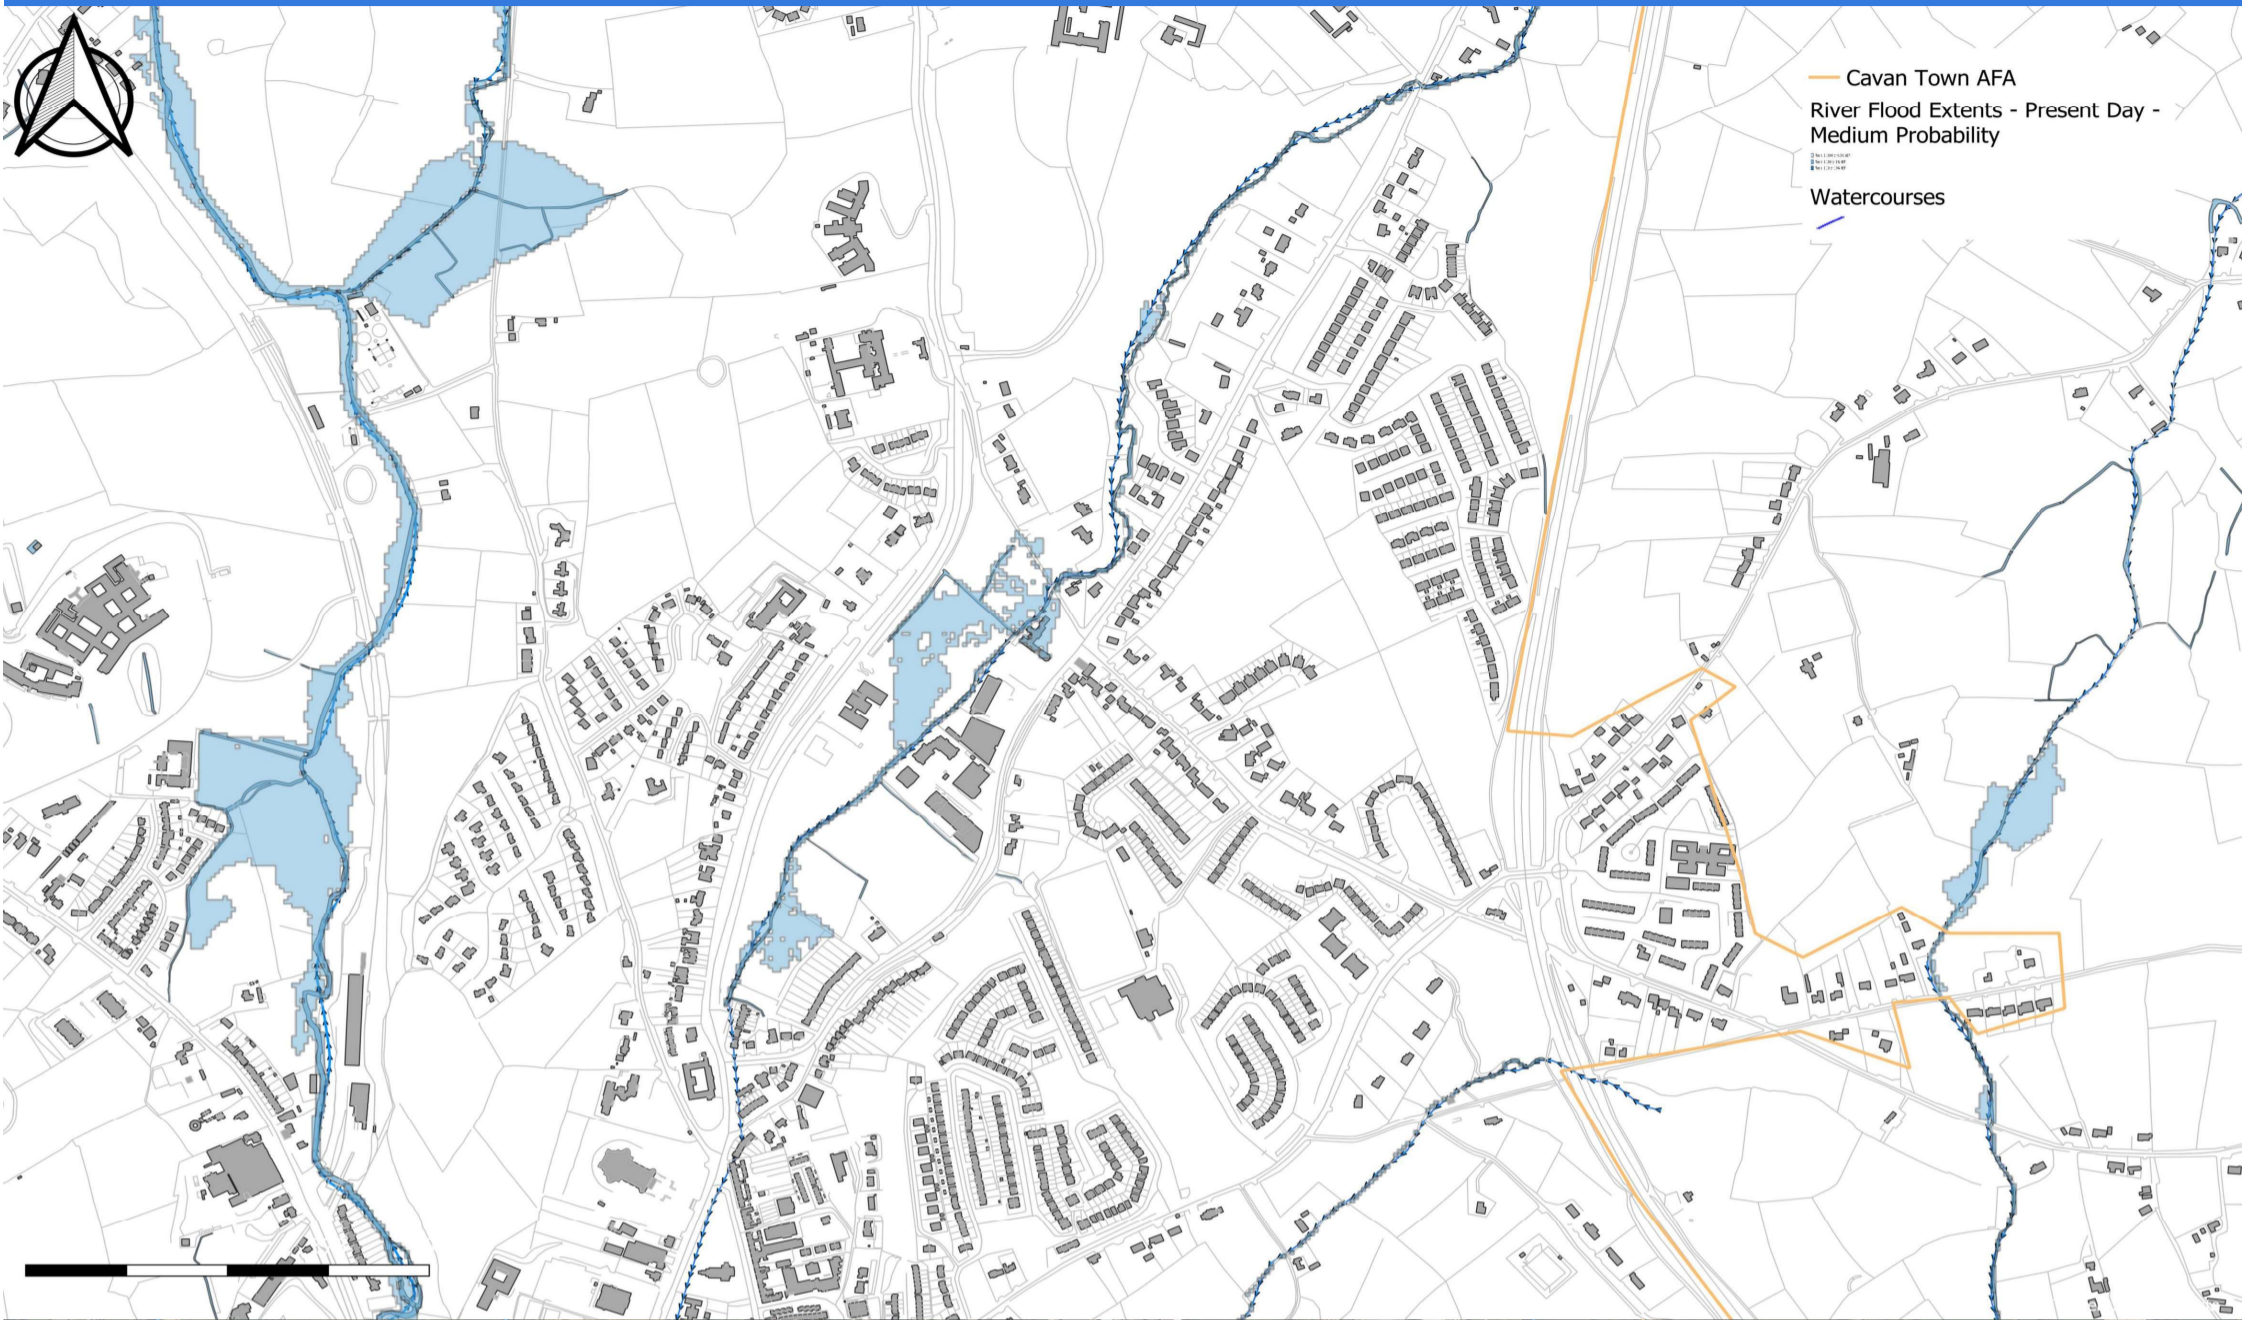 Cavan Town AFA
River Flood Extents - Present Day -
Medium Probability
Watercourses